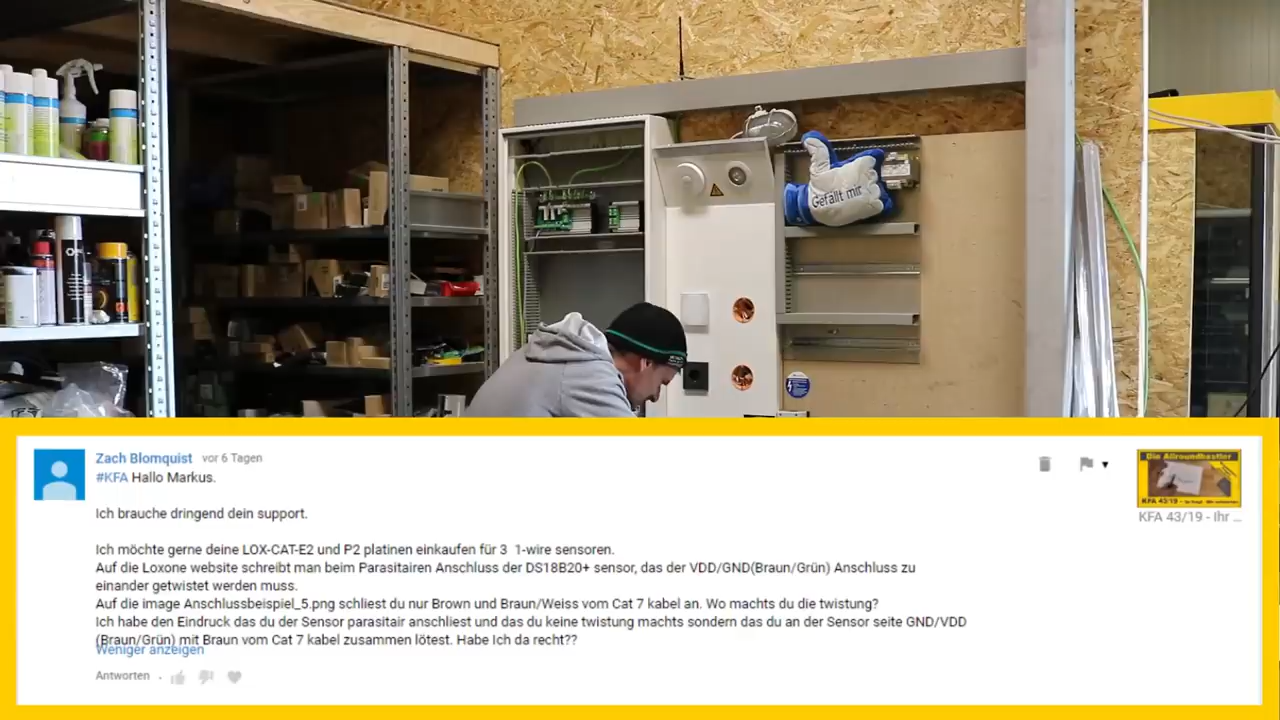 Gefällt mir
Zach Blomquist vor 6 Tagen
#KFA Hallo Markus.
Ich brauche dringend dein support.
Ich möchte gerne deine LOX-CAT-E2 und P2 platinen einkaufen für 3 1-wire sensoren.
Auf die Loxone website schreibt man beim Parasitairen Anschluss der DS18B20+ sensor, das der VDD/GND(Braun/Grün) Anschluss zu
einander getwistet werden muss.
Auf die image Anschlussbeispiel_5.png schliest du nur Brown und Braun/Weiss vom Cat 7 kabel an. Wo machts du die twistung?
Ich habe den Eindruck das du der Sensor parasitair anschliest und das du keine twistung machts sondern das du an der Sensor seite GND/VDD
(Braun/Grün) mit Braun vom Cat 7 kabel zusammen lötest. Habe Ich da recht??
Weniger anzeigen
Antworten
Die Allroundbastler
KFA 43/19
KFA 43/19 - Ihr ...